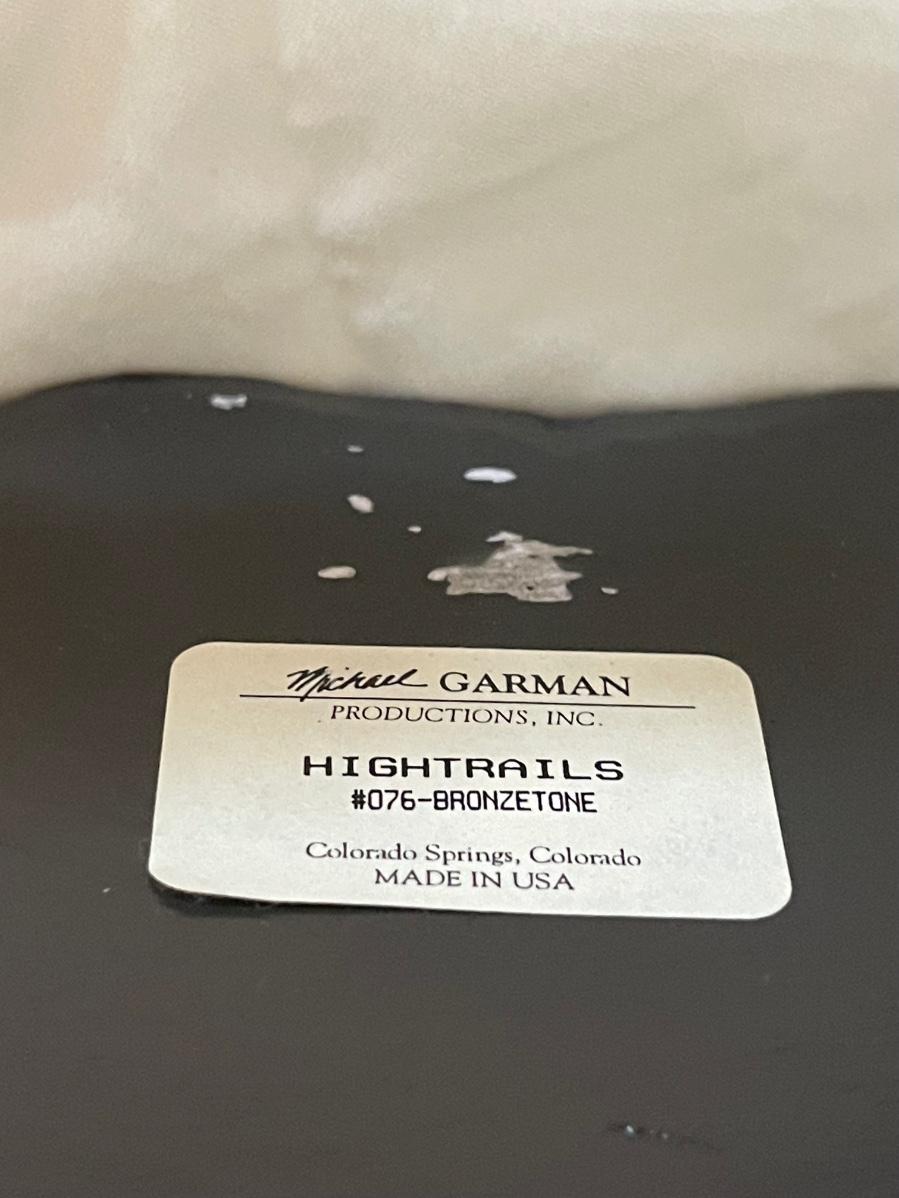 Michael GARMAN
PRODUCTIONS, INC.
HIGHTRAILS
#076-BRONZETONE
Colorado Springs, Colorado
MADE IN USA